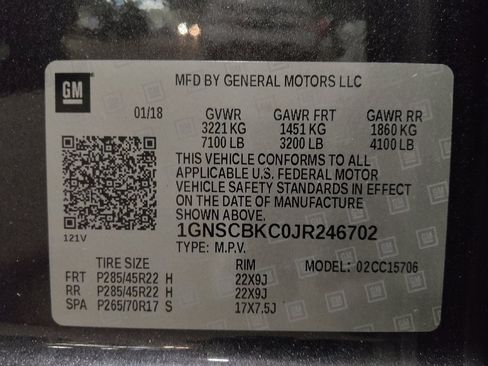 GM
MFD BY GENERAL MOTORS LLC
01/18 GVWR GAWR FRT GAWR RR
3221 KG 1451 KG 1860 KG
7100 LB 3200 LB 4100 LB
THIS VEHICLE CONFORMS TO ALL
APPLICABLE U.S. FEDERAL MOTOR
VEHICLE SAFETY STANDARDS IN EFFECT
ON THE DATE OF MANUFACTURE
SHOWN ABOVE.
1GNSCBKC0JR246702
121V
TYPE: M.P.V.
TIRE SIZE RIM MODEL: 02CC15706
FRT P285/45R22 H 22X9J
RR P285/45R22 H 22X9J
SPA P265/70R17 S 17X7.5J